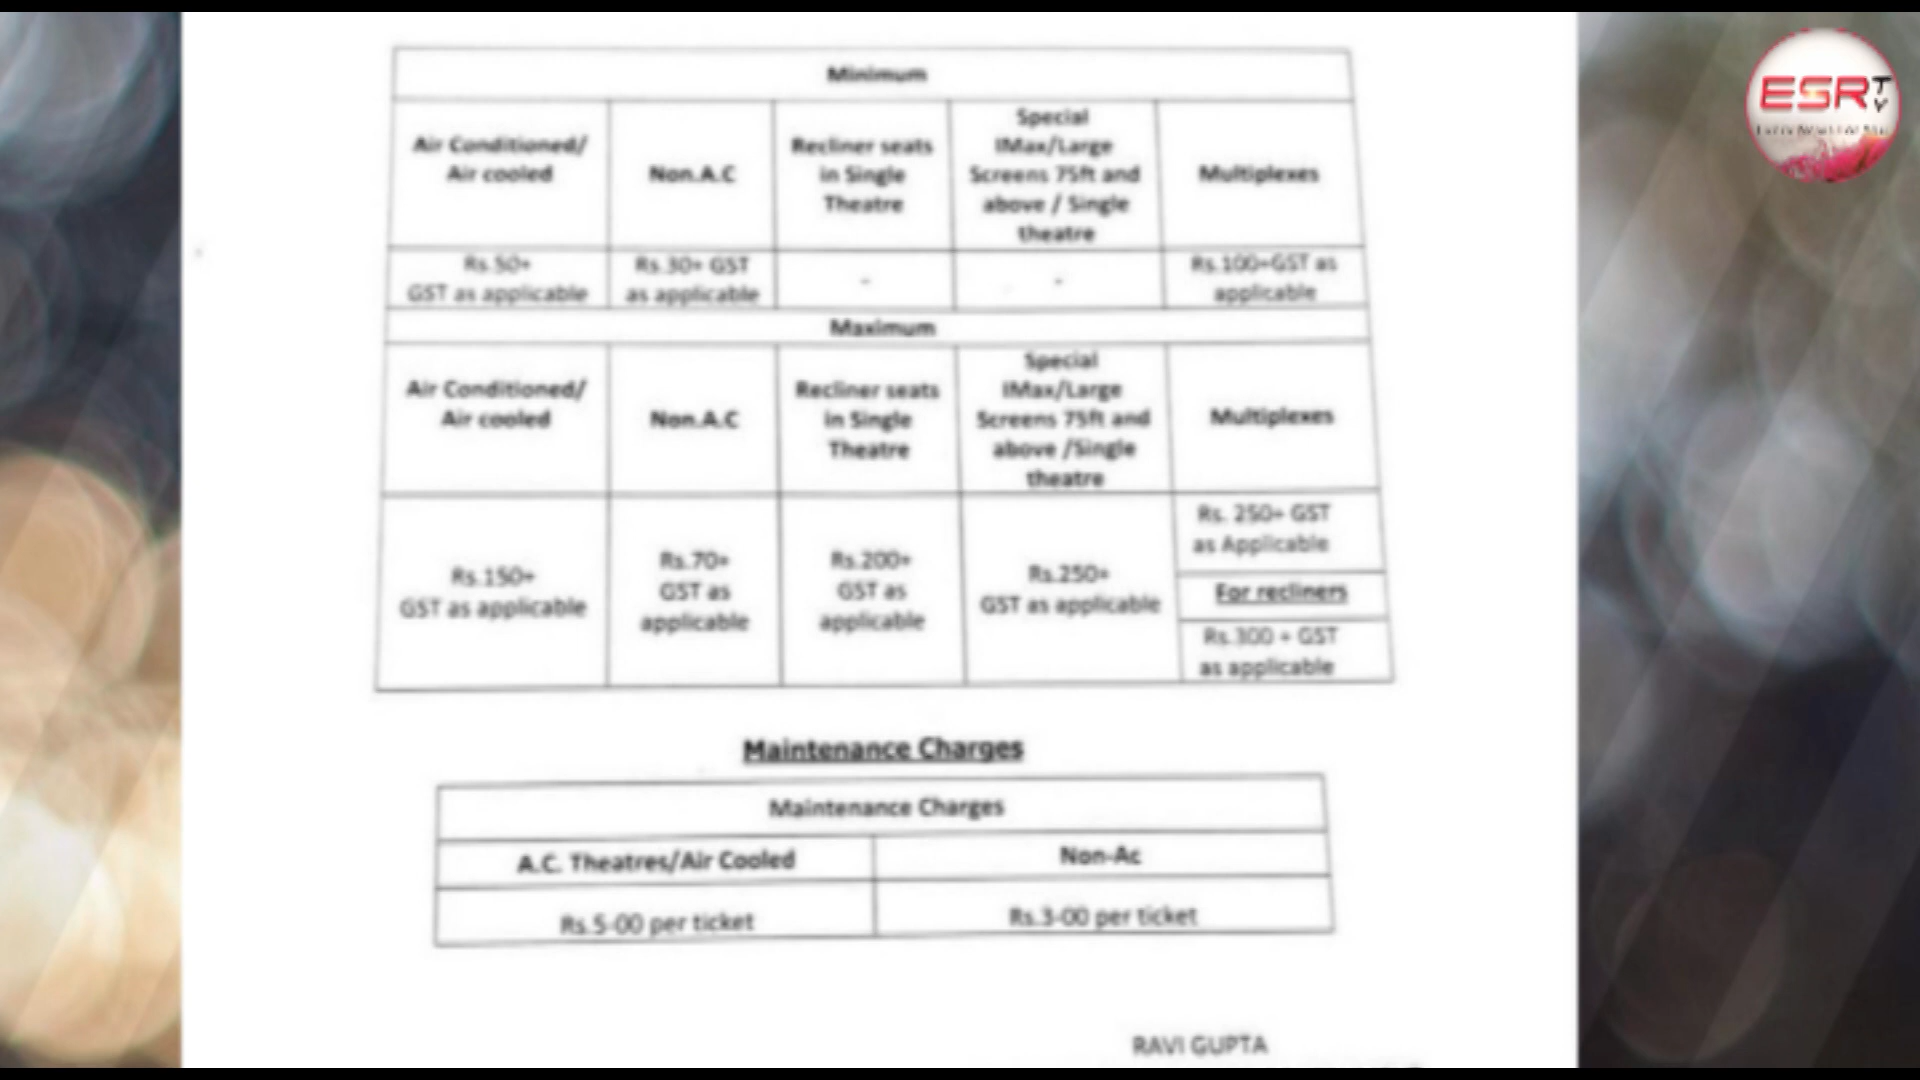 ESR TV
Minimum
Air Conditioned/
Air cooled
Non.A.C
Recliner seats
in Single
Theatre
Special
IMax/Large
Screens 75ft and
above / Single
theatre
Multiplexes
Rs.50+
GST as applicable
Rs.30+ GST
as applicable
-
-
Rs.100+GST as
applicable
Maximum
Air Conditioned/
Air cooled
Non.A.C
Recliner seats
in Single
Theatre
Special
IMax/Large
Screens 75ft and
above /Single
theatre
Multiplexes
Rs.150+
GST as applicable
Rs.70+
GST as
applicable
Rs.200+
GST as
applicable
Rs.250+
GST as applicable
Rs. 250+ GST
as Applicable
For recliners
Rs.300 + GST
as applicable
Maintenance Charges
Maintenance Charges
A.C. Theatres/Air Cooled
Non-Ac
Rs.5-00 per ticket
Rs.3-00 per ticket
RAVI GUPTA